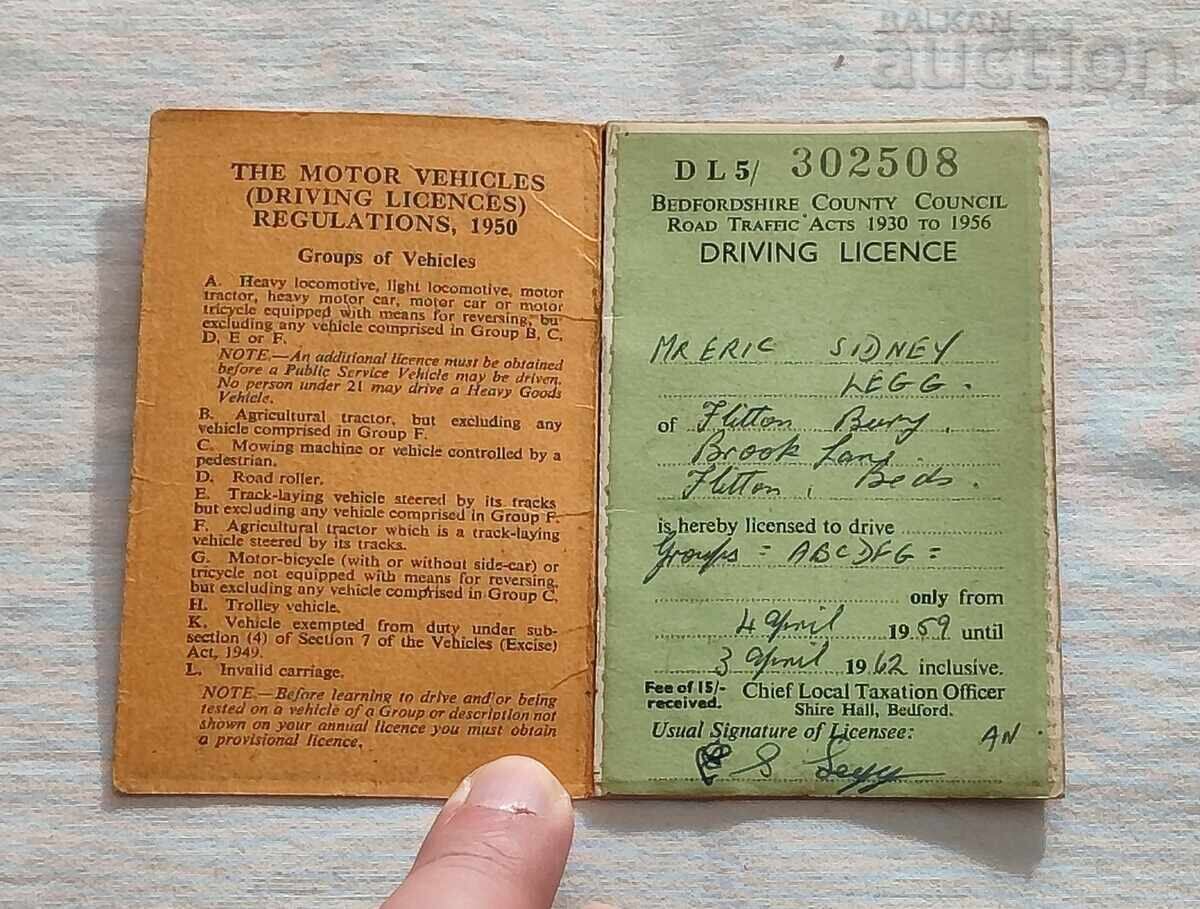 BALKAN
auction
THE MOTOR VEHICLES
(DRIVING LICENCES)
REGULATIONS, 1950
Groups of Vehicles
A. Heavy locomotive, light locomotive, motor
tractor, heavy motor car, motor car or motor
tricycle equipped with means for reversing, but
excluding any vehicle comprised in Group B, C,
D, E or F.
NOTE.—An additional licence must be obtained
before a Public Service Vehicle may be driven.
No person under 21 may drive a Heavy Goods
Vehicle.
B. Agricultural tractor, but excluding any
vehicle comprised in Group F.
C. Mowing machine or vehicle controlled by a
pedestrian.
D. Road roller.
E. Track-laying vehicle steered by its tracks
but excluding any vehicle comprised in Group F.
F. Agricultural tractor which is a track-laying
vehicle steered by its tracks.
G. Motor-bicycle (with or without side-car) or
tricycle not equipped with means for reversing,
but excluding any vehicle comprised in Group C.
H. Trolley vehicle.
K. Vehicle exempted from duty under sub-
section (4) of Section 7 of the Vehicles (Excise)
Act, 1949.
L. Invalid carriage.
NOTE.—Before learning to drive and/or being
tested on a vehicle of a Group or description not
shown on your annual licence you must obtain
a provisional licence.
DL5/ 302508
BEDFORDSHIRE COUNTY COUNCIL
ROAD TRAFFIC ACTS 1930 TO 1956
DRIVING LICENCE
MR ERIC SIDNEY
LEGG.
of Flitton Bury,
Brook Lane
Flitton, Beds.
is hereby licensed to drive
Groups = ABCDFG =
only from
4 April 1959 until
3 April 1962 inclusive.
Fee of 15/- received. Chief Local Taxation Officer
Shire Hall, Bedford.
Usual Signature of Licensee: AN.
E S Legg